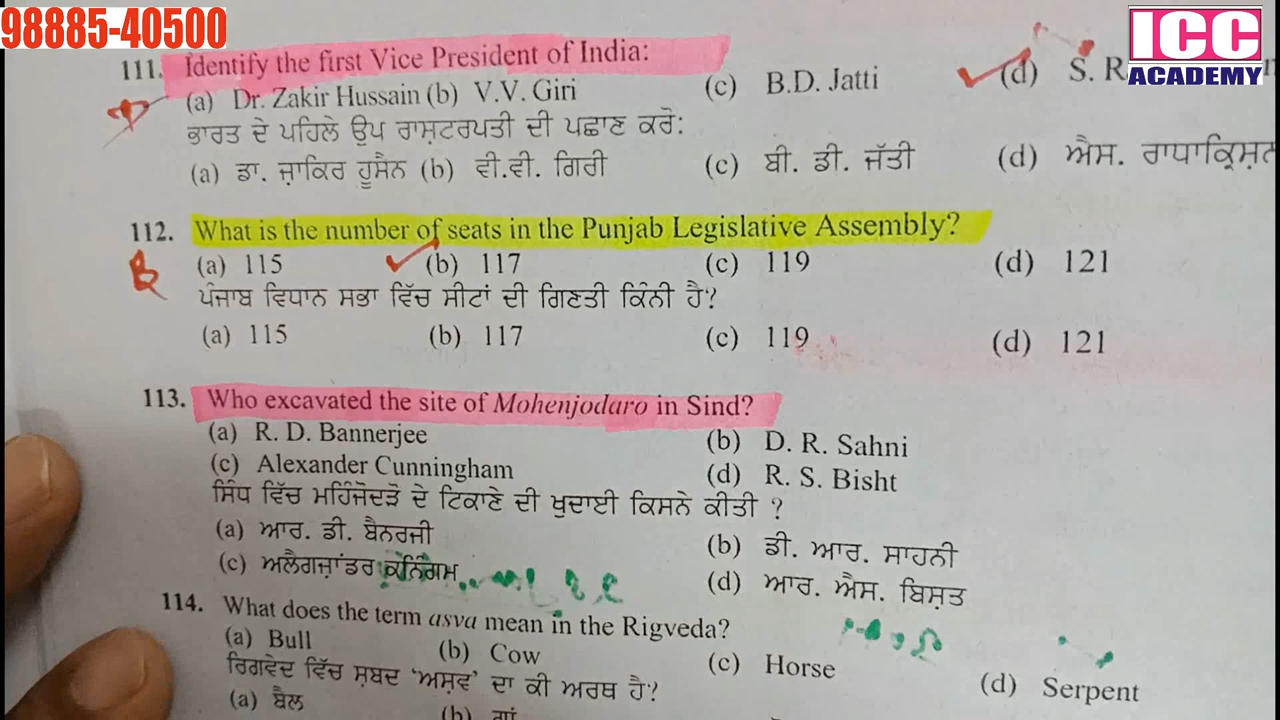 98885-40500
ICC
ACADEMY
111. Identify the first Vice President of India:
(a) Dr. Zakir Hussain (b) V.V. Giri (c) B.D. Jatti (d) S.
ਭਾਰਤ ਦੇ ਪਹਿਲੇ ਉਪ ਰਾਸ਼ਟਰਪਤੀ ਦੀ ਪਛਾਣ ਕਰੋ:
(a) ਡਾ. ਜ਼ਾਕਿਰ ਹੂਸੈਨ (b) ਵੀ.ਵੀ. ਗਿਰੀ (c) ਬੀ. ਡੀ. ਜੱਤੀ (d) ਐਸ. ਰਾਧਾਕ੍ਰਿਸ਼ਨ
112. What is the number of seats in the Punjab Legislative Assembly?
B (a) 115 (b) 117 (c) 119 (d) 121
ਪੰਜਾਬ ਵਿਧਾਨ ਸਭਾ ਵਿੱਚ ਸੀਟਾਂ ਦੀ ਗਿਣਤੀ ਕਿੰਨੀ ਹੈ?
(a) 115 (b) 117 (c) 119 (d) 121
113. Who excavated the site of Mohenjodaro in Sind?
(a) R. D. Bannerjee (b) D. R. Sahni
(c) Alexander Cunningham (d) R. S. Bisht
ਸਿੰਧ ਵਿੱਚ ਮਹਿੰਜੋਦੜੋ ਦੇ ਟਿਕਾਣੇ ਦੀ ਖੁਦਾਈ ਕਿਸਨੇ ਕੀਤੀ ?
(a) ਆਰ. ਡੀ. ਬੈਨਰਜੀ (b) ਡੀ. ਆਰ. ਸਾਹਨੀ
(c) ਅਲੈਗਜ਼ਾਂਡਰ ਕਨਿੰਗਮ (d) ਆਰ. ਐਸ. ਬਿਸ਼ਤ
114. What does the term asva mean in the Rigveda?
(a) Bull (b) Cow (c) Horse (d) Serpent
ਰਿਗਵੇਦ ਵਿੱਚ ਸ਼ਬਦ ‘ਅਸ਼ਵ’ ਦਾ ਕੀ ਅਰਥ ਹੈ?
(a) ਬੈਲ (b) ਗਾਂ